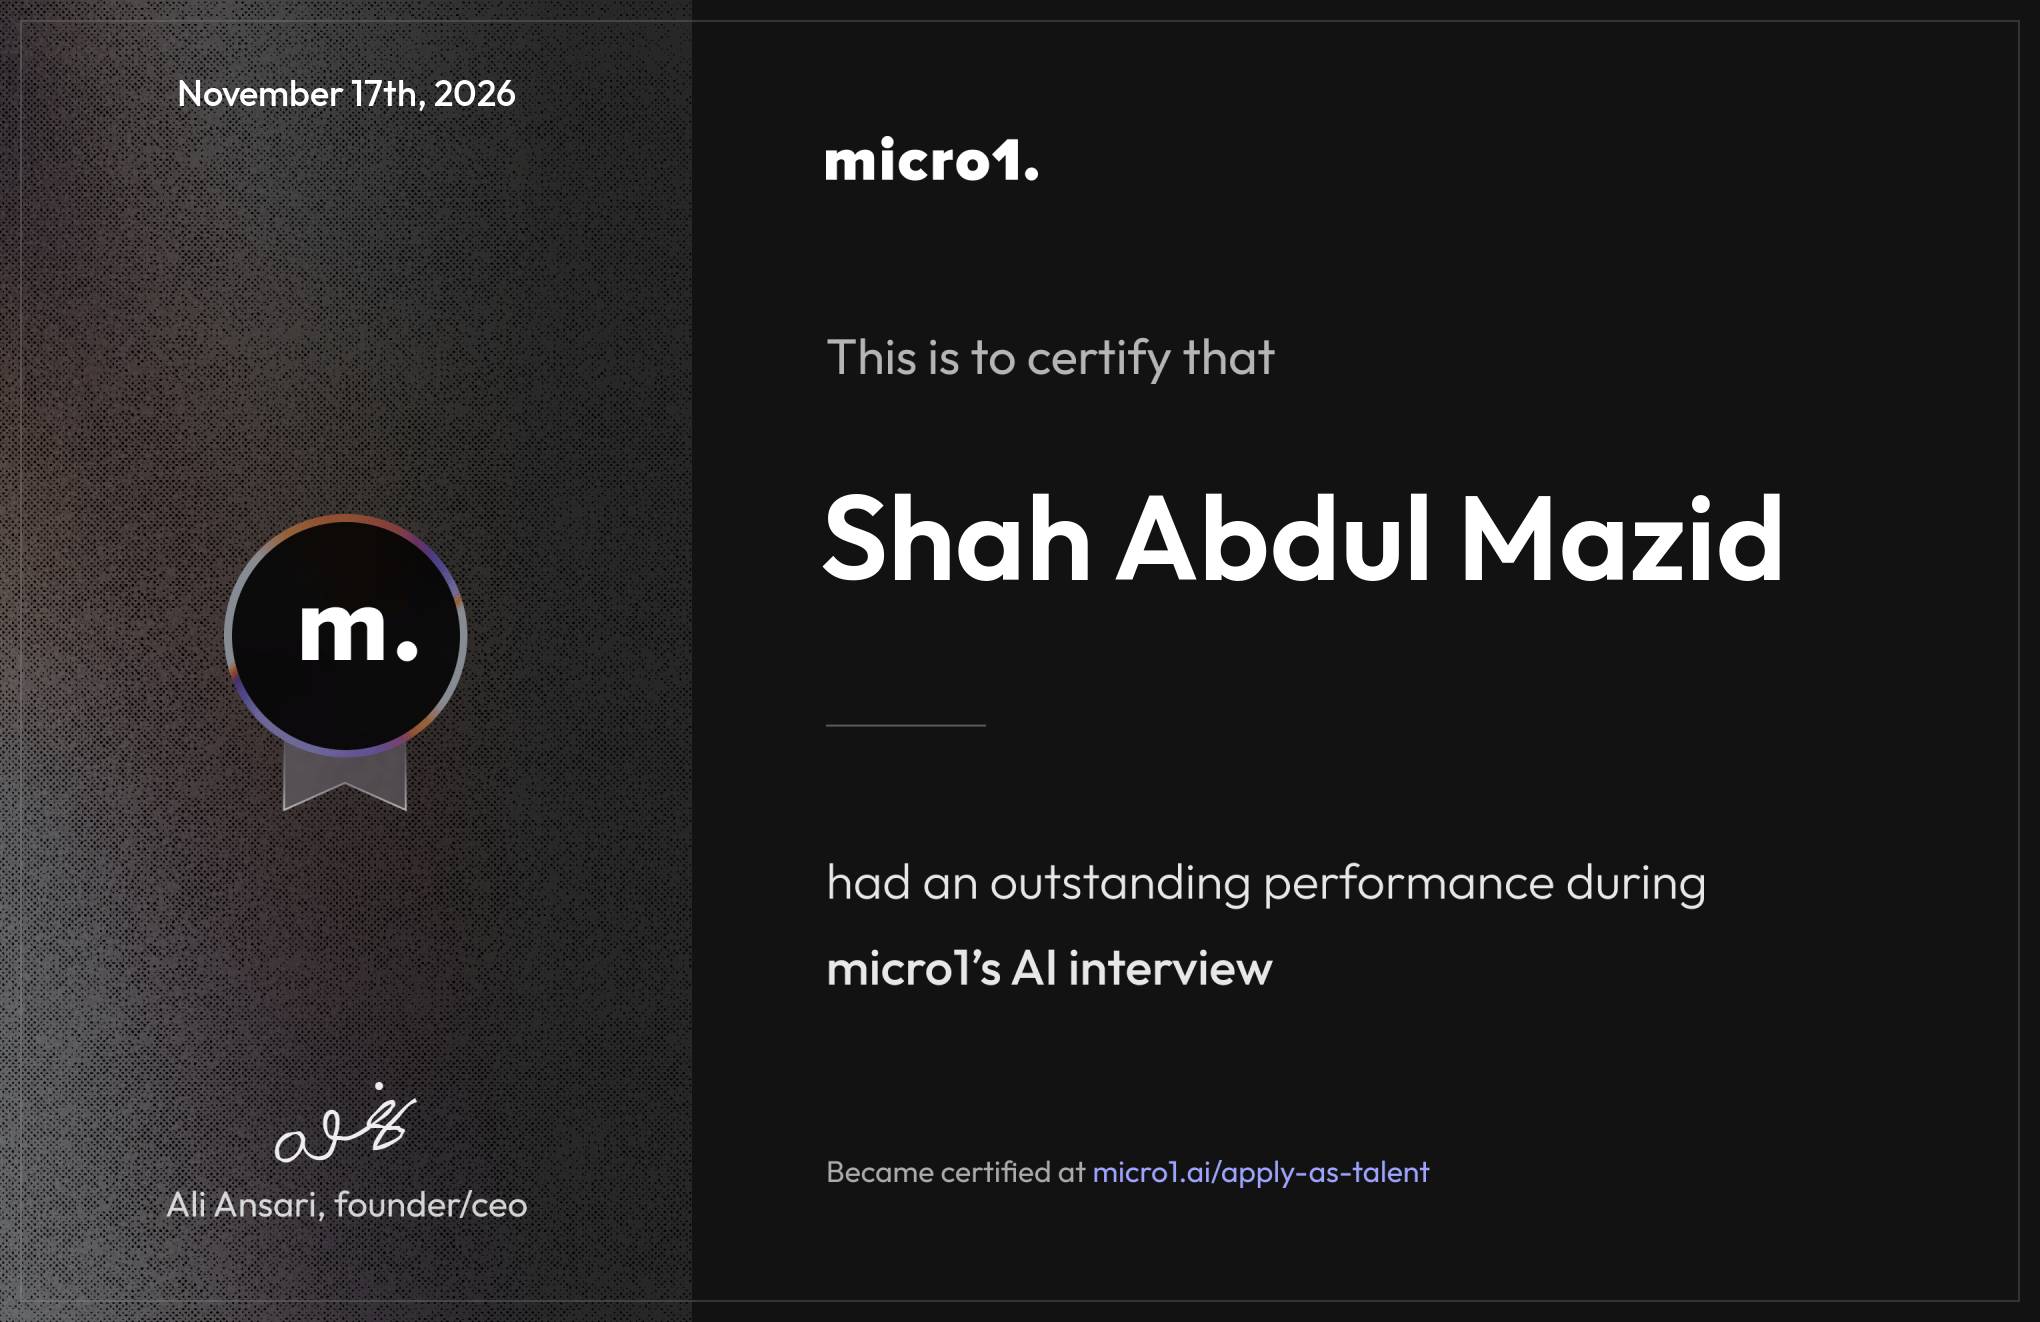 November 17th, 2026
m.
Ali Ansari, founder/ceo
micro1.
This is to certify that
Shah Abdul Mazid
had an outstanding performance during
micro1’s AI interview
Became certified at micro1.ai/apply-as-talent